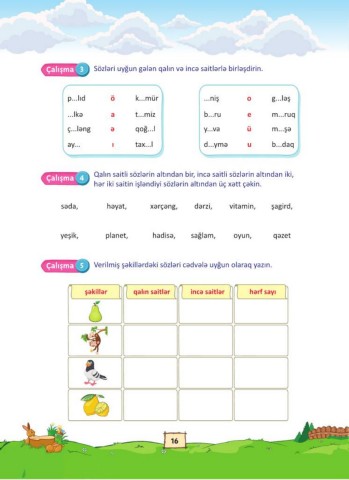 Çalışma 3 Sözləri uyğun gələn qalın və incə saitlərlə birləşdirin.
p...lıd ö k...mür
...lkə a t...miz
ç...ləng ə qoğ...l
ay... ı tax...l
...niş o g...ləş
b...ru e m...ruq
y...va ü m...şə
d...ymə u b...daq
Çalışma 4 Qalın saitli sözlərin altından bir, incə saitli sözlərin altından iki,
hər iki saitin işləndiyi sözlərin altından üç xətt çəkin.
səda, həyat, xərçəng, dərzi, vitamin, şagird,
yeşik, planet, hadisə, sağlam, oyun, qəzet
Çalışma 5 Verilmiş şəkillərdəki sözləri cədvələ uyğun olaraq yazın.
şəkillər qalın saitlər incə saitlər hərf sayı
16